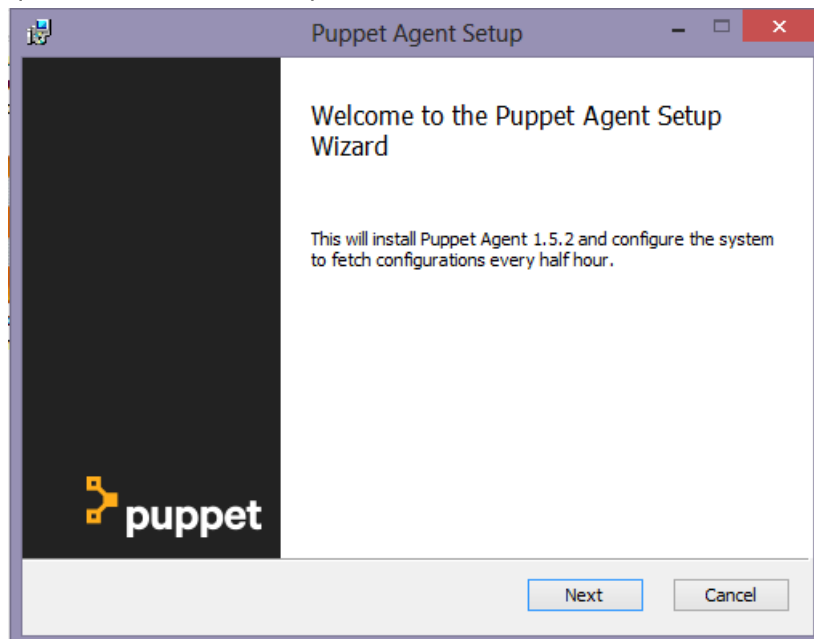 Puppet Agent Setup
Welcome to the Puppet Agent Setup
Wizard
This will install Puppet Agent 1.5.2 and configure the system
to fetch configurations every half hour.
puppet
Next Cancel